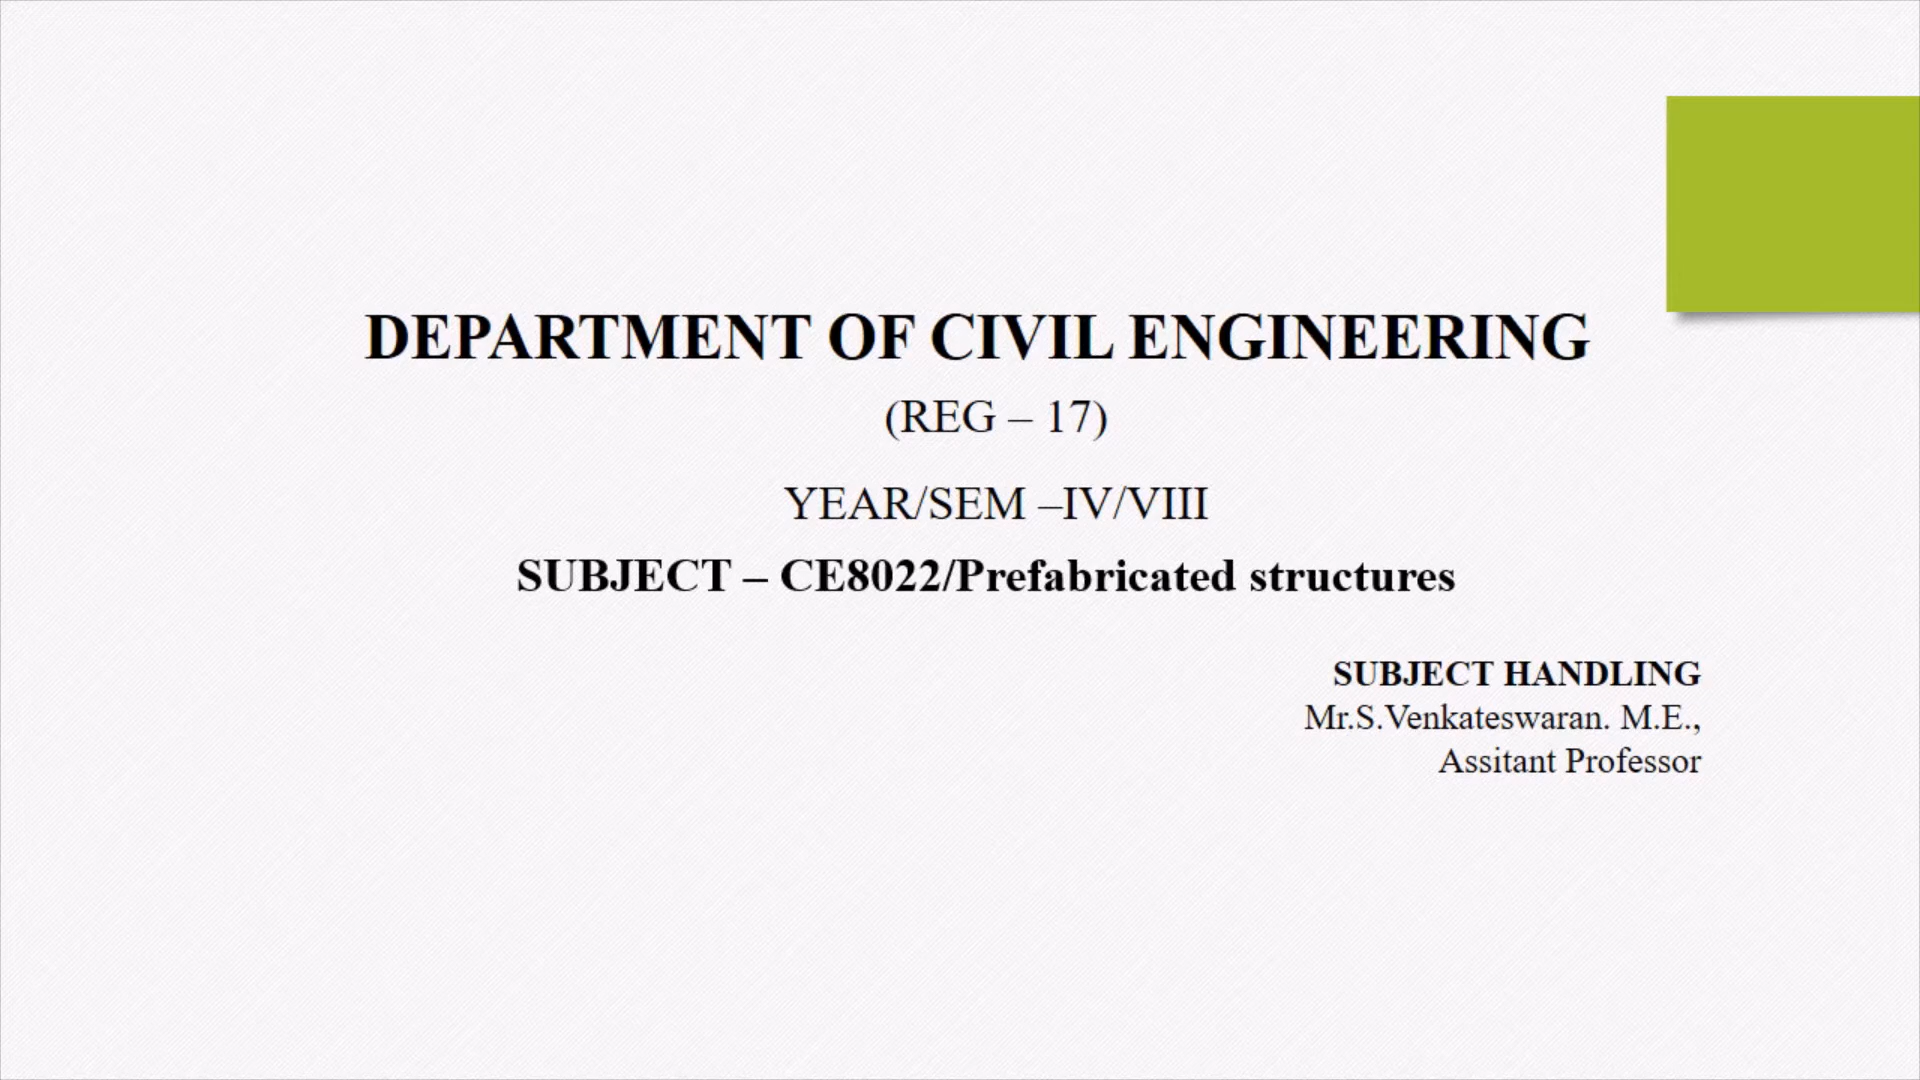 DEPARTMENT OF CIVIL ENGINEERING
(REG – 17)
YEAR/SEM –IV/VIII
SUBJECT – CE8022/Prefabricated structures
SUBJECT HANDLING
Mr.S.Venkateswaran. M.E.,
Assitant Professor